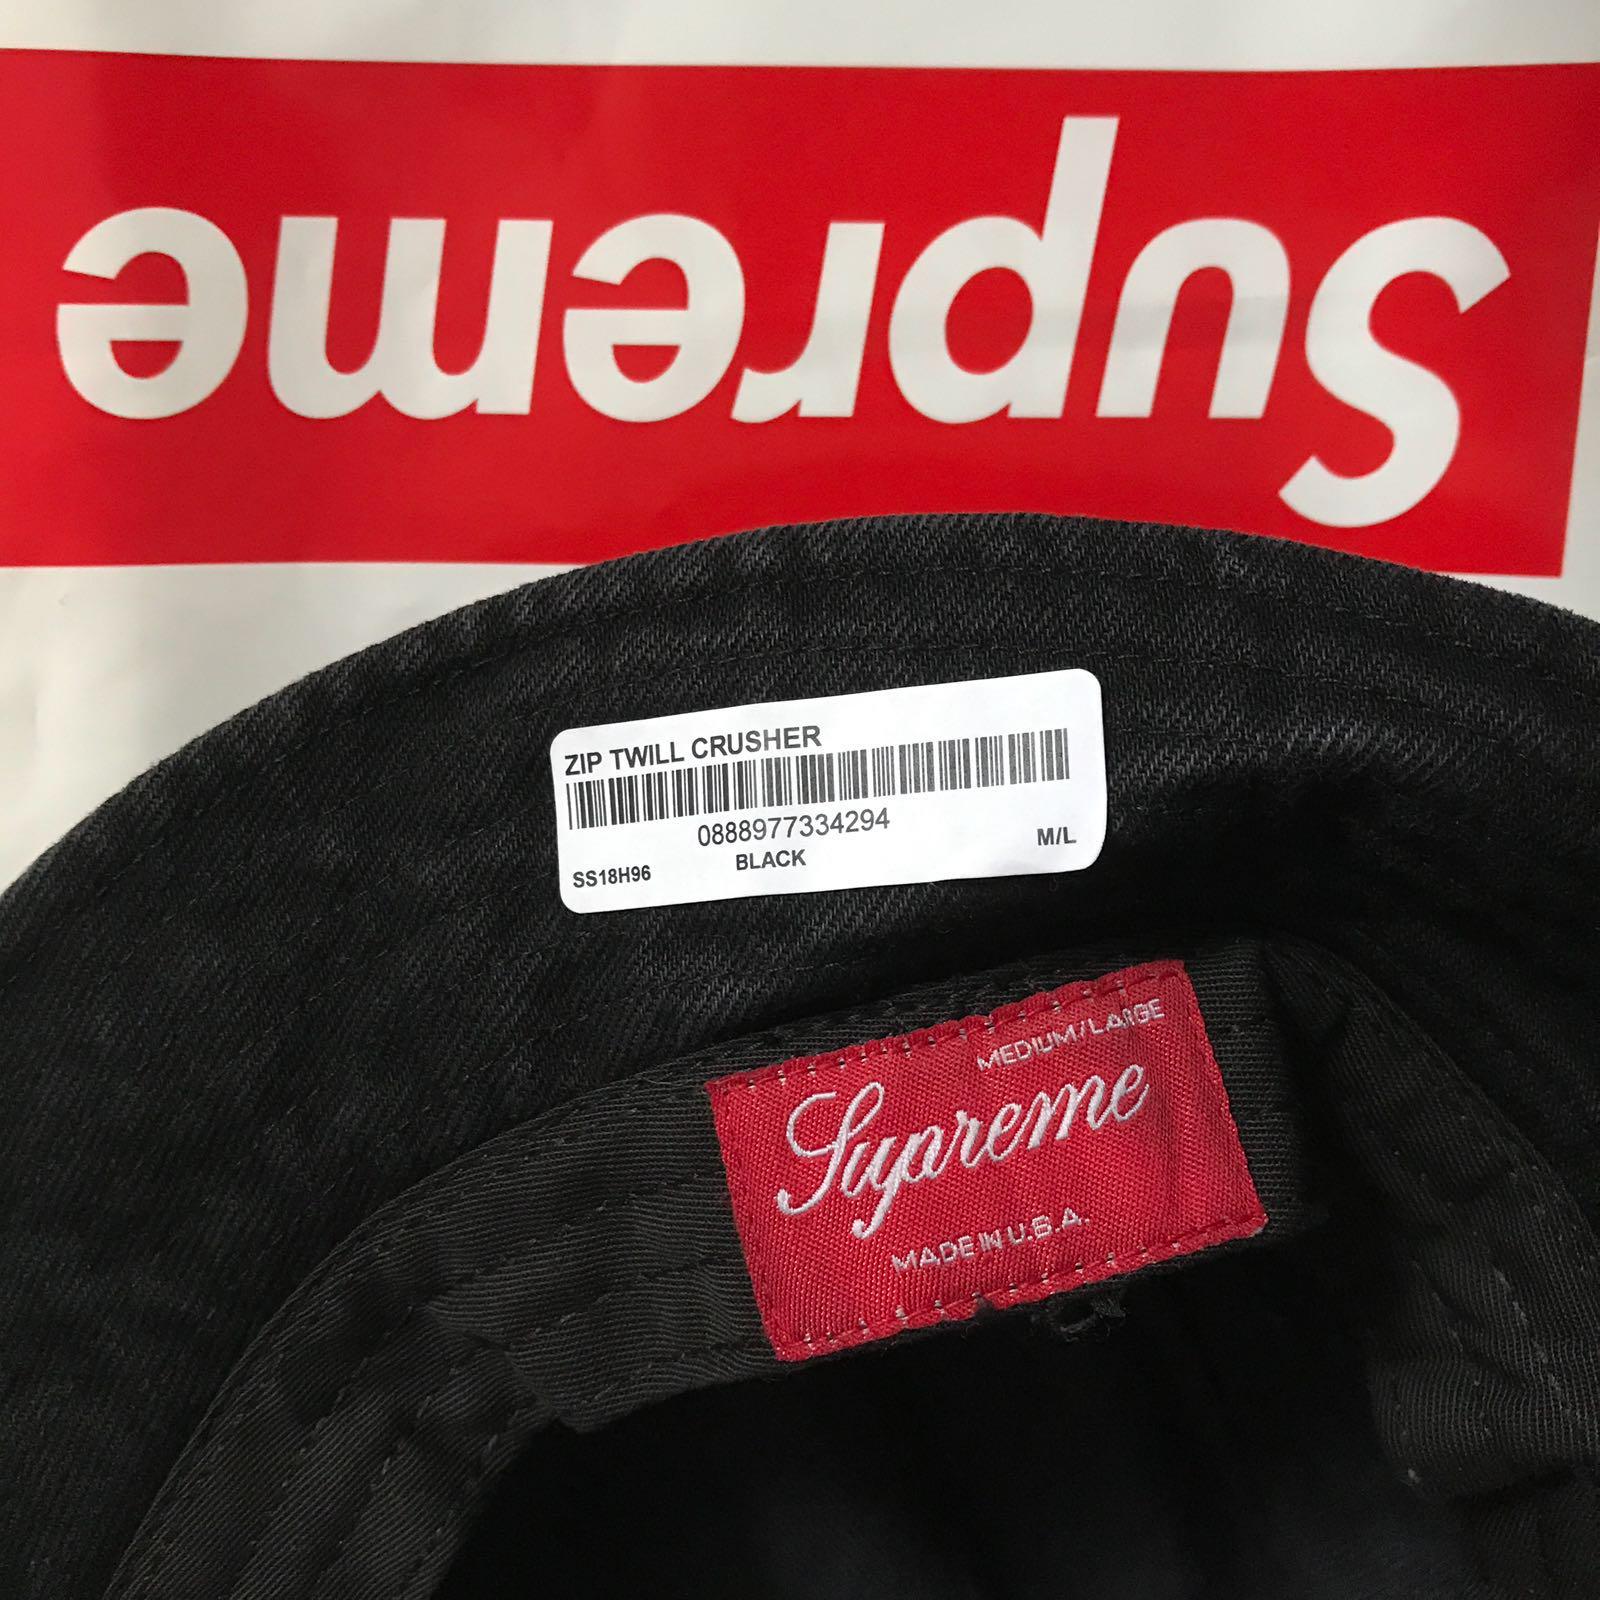 Supreme
ZIP TWILL CRUSHER
0888977334294
SS18H96 BLACK M/L
MEDIUM/LARGE
Supreme
MADE IN U.S.A.